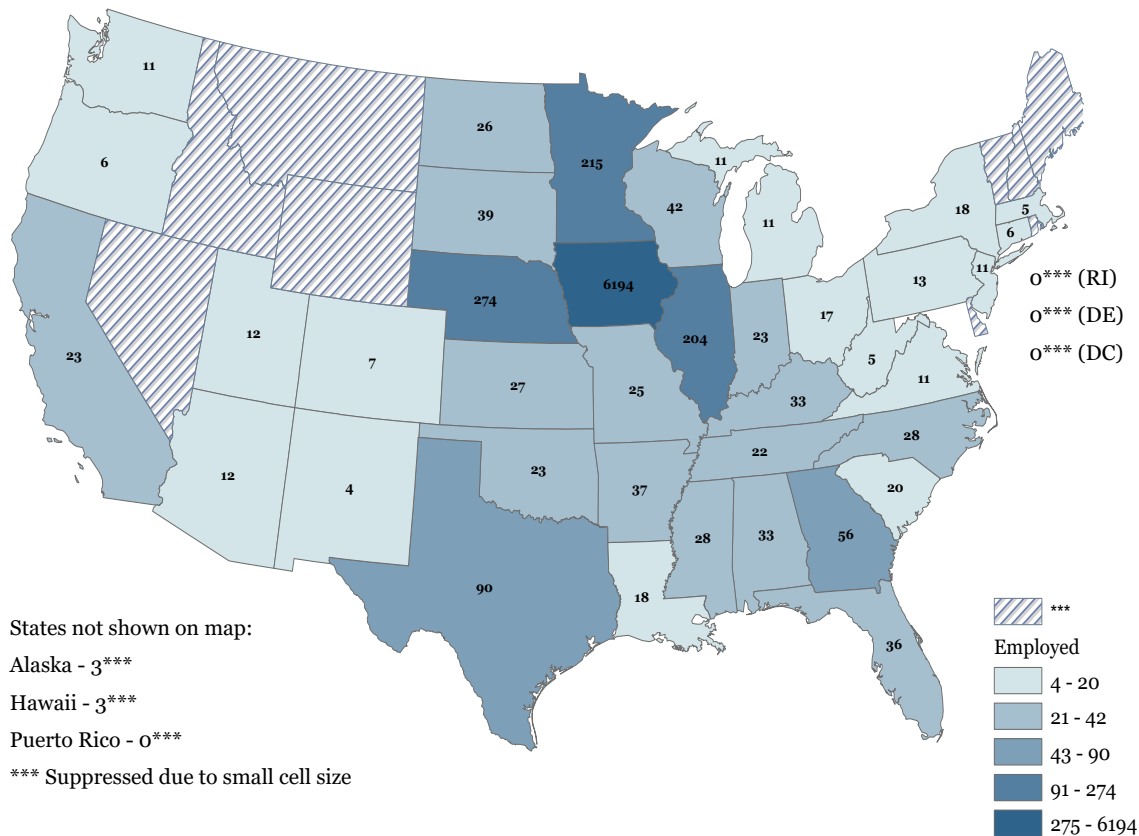 11
26
215
11
6
42
18
5
39
11
6
11
0*** (RI)
13
6194
274
17
0*** (DE)
12
23
204
23
0*** (DC)
7
5
11
27
25
33
28
22
12
23
4
37
20
28
33
56
90
18
***
States not shown on map:
Employed
36
Alaska - 3***
4 - 20
Hawaii - 3***
21 - 42
Puerto Rico - 0***
43 - 90
*** Suppressed due to small cell size
91 - 274
275 - 6194